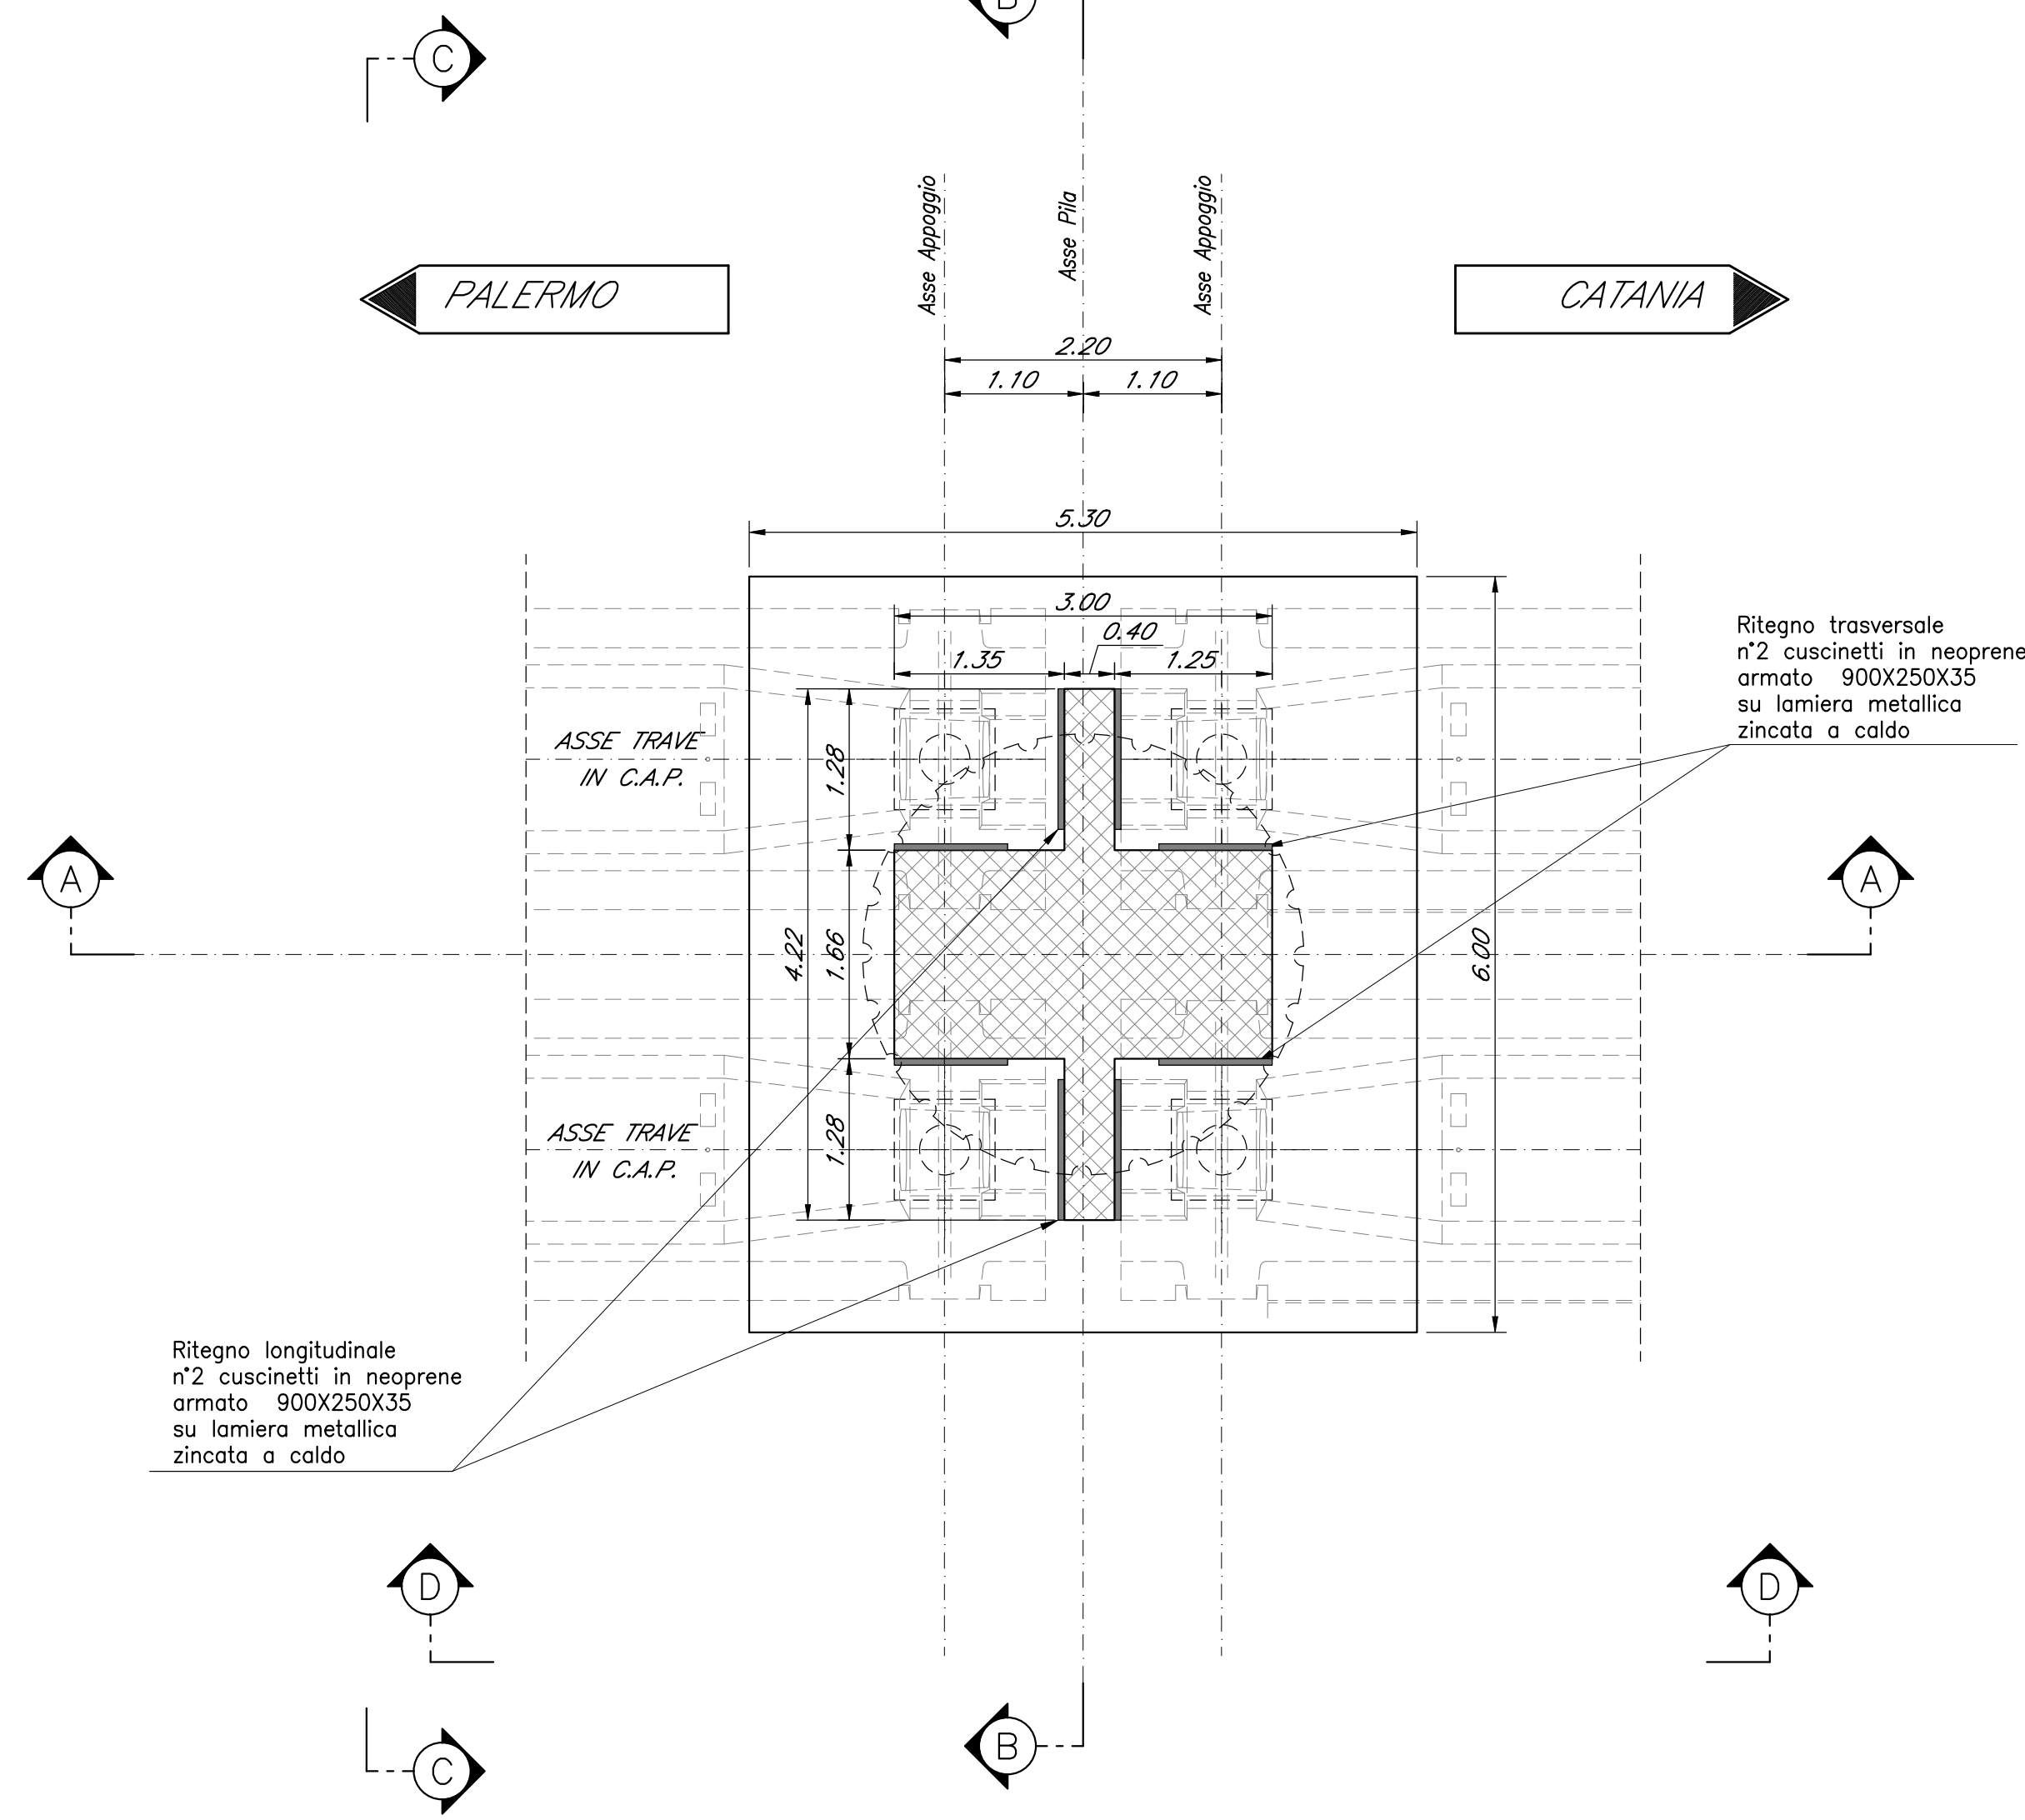 B
C
Asse Appoggio
Asse Pila
Asse Appoggio
PALERMO
CATANIA
2.20
1.10
1.10
5.30
3.00
0.40
1.35
1.25
Ritegno trasversale
n°2 cuscinetti in neoprene
armato 900X250X35
su lamiera metallica
zincata a caldo
ASSE TRAVE
IN C.A.P.
1.28
A
A
4.22
1.66
6.00
ASSE TRAVE
IN C.A.P.
1.28
Ritegno longitudinale
n°2 cuscinetti in neoprene
armato 900X250X35
su lamiera metallica
zincata a caldo
D
D
B
C